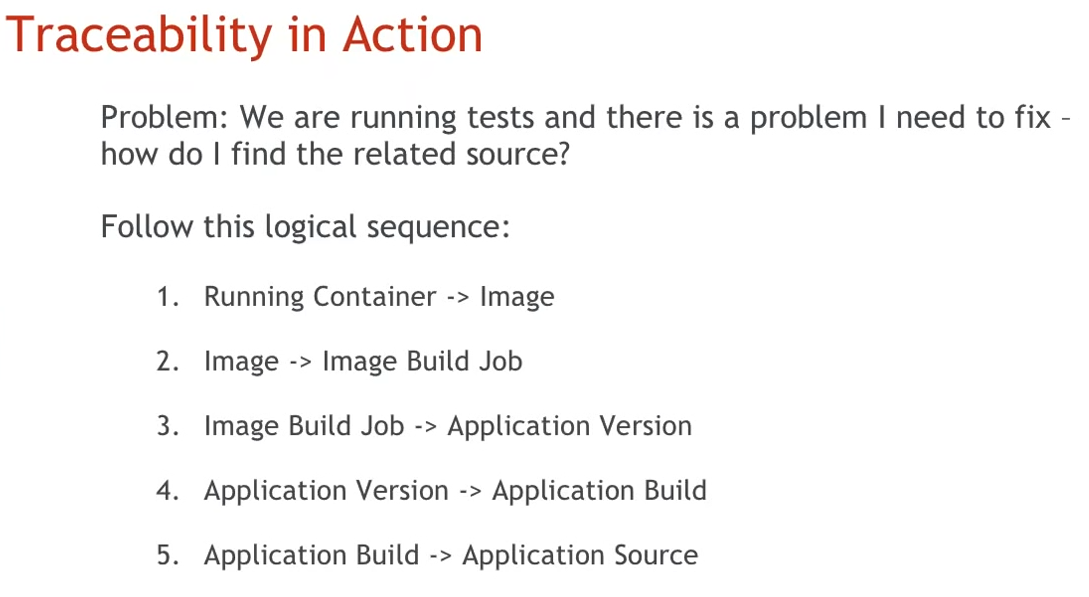 Traceability in Action
Problem: We are running tests and there is a problem I need to fix –
how do I find the related source?
Follow this logical sequence:
1. Running Container -> Image
2. Image -> Image Build Job
3. Image Build Job -> Application Version
4. Application Version -> Application Build
5. Application Build -> Application Source